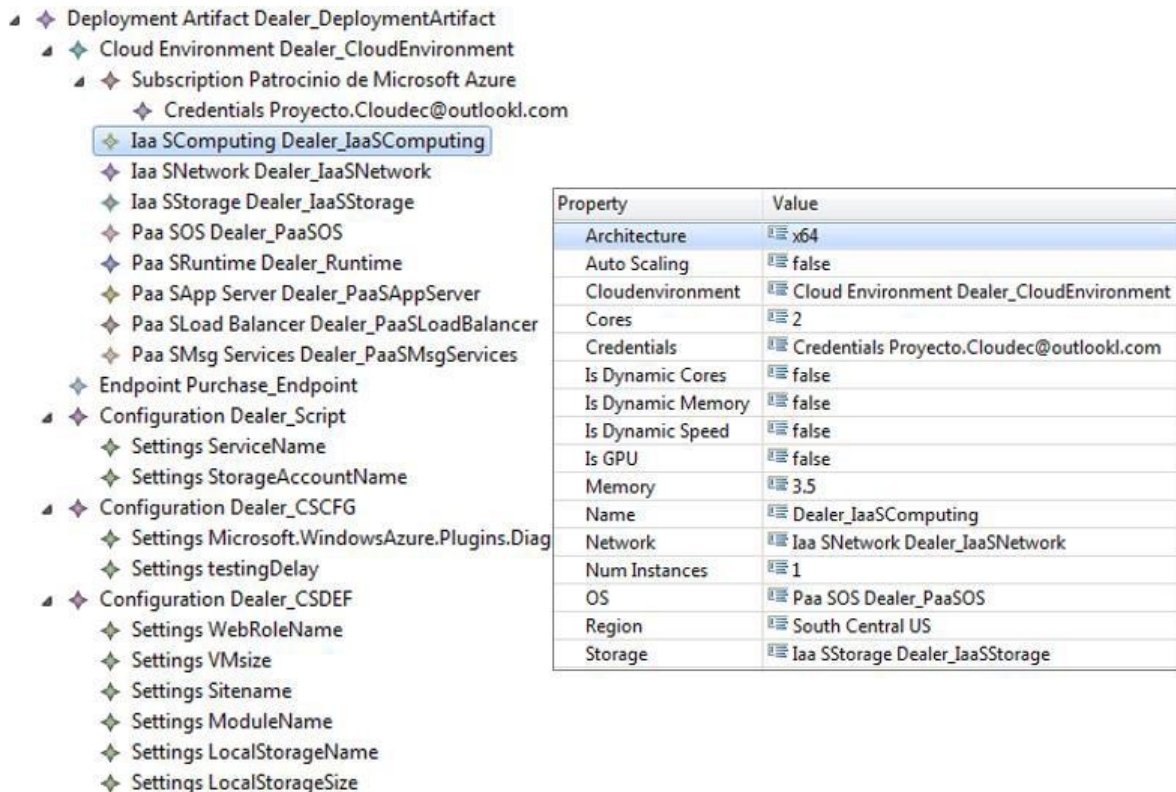 Deployment Artifact Dealer_DeploymentArtifact
Cloud Environment Dealer_CloudEnvironment
Subscription Patrocinio de Microsoft Azure
Credentials Proyecto.Cloudec@outlookl.com
Iaa SComputing Dealer_IaaSComputing
Iaa SNetwork Dealer_IaaSNetwork
Iaa SStorage Dealer_IaaSStorage
Paa SOS Dealer_PaaSOS
Paa SRuntime Dealer_Runtime
Paa SApp Server Dealer_PaaSAppServer
Paa SLoad Balancer Dealer_PaaSLoadBalancer
Paa SMsg Services Dealer_PaaSMsgServices
Endpoint Purchase_Endpoint
Configuration Dealer_Script
Settings ServiceName
Settings StorageAccountName
Configuration Dealer_CSCFG
Settings Microsoft.WindowsAzure.Plugins.Diag
Settings testingDelay
Configuration Dealer_CSDEF
Settings WebRoleName
Settings VMsize
Settings Sitename
Settings ModuleName
Settings LocalStorageName
Settings LocalStorageSize
Property Value
Architecture x64
Auto Scaling false
Cloudenvironment Cloud Environment Dealer_CloudEnvironment
Cores 2
Credentials Credentials Proyecto.Cloudec@outlookl.com
Is Dynamic Cores false
Is Dynamic Memory false
Is Dynamic Speed false
Is GPU false
Memory 3.5
Name Dealer_IaaSComputing
Network Iaa SNetwork Dealer_IaaSNetwork
Num Instances 1
OS Paa SOS Dealer_PaaSOS
Region South Central US
Storage Iaa SStorage Dealer_IaaSStorage